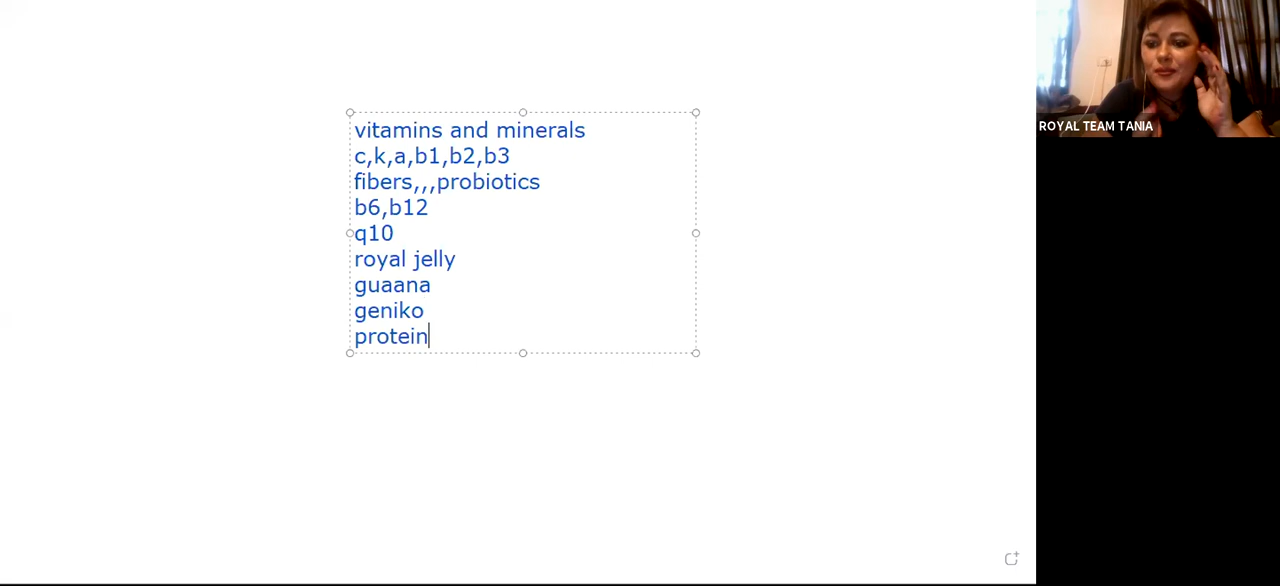 vitamins and minerals
c,k,a,b1,b2,b3
fibers,,,probiotics
b6,b12
q10
royal jelly
guaana
geniko
protein
ROYAL TEAM TANIA